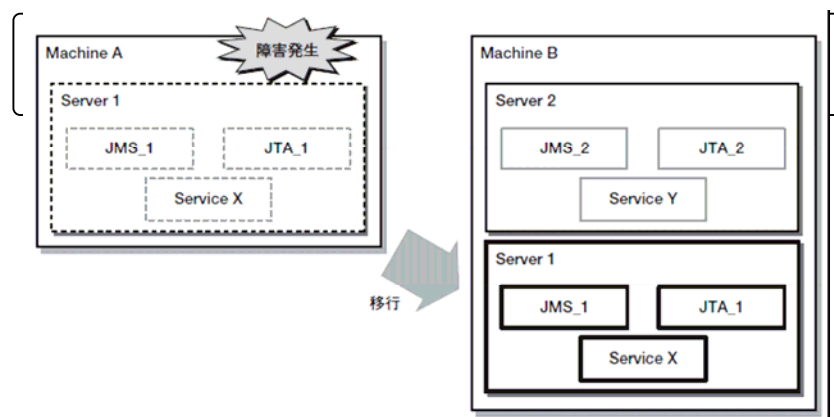 Machine A
障害発生
Server 1
JMS_1
JTA_1
Service X
移行
Machine B
Server 2
JMS_2
JTA_2
Service Y
Server 1
JMS_1
JTA_1
Service X